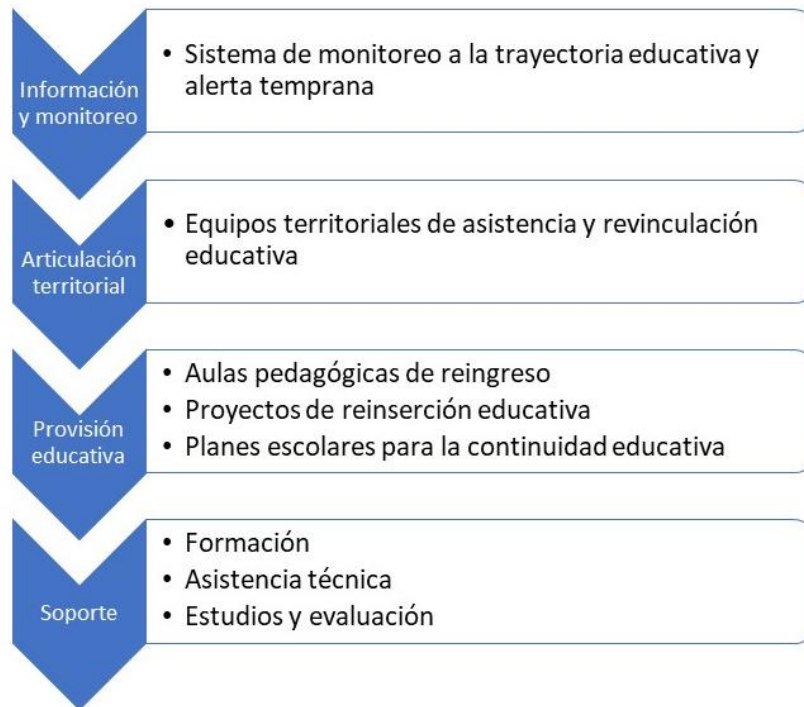 Información
y monitoreo
• Sistema de monitoreo a la trayectoria educativa y
alerta temprana
Articulación
territorial
• Equipos territoriales de asistencia y revinculación
educativa
Provisión
educativa
• Aulas pedagógicas de reingreso
• Proyectos de reinserción educativa
• Planes escolares para la continuidad educativa
Soporte
• Formación
• Asistencia técnica
• Estudios y evaluación